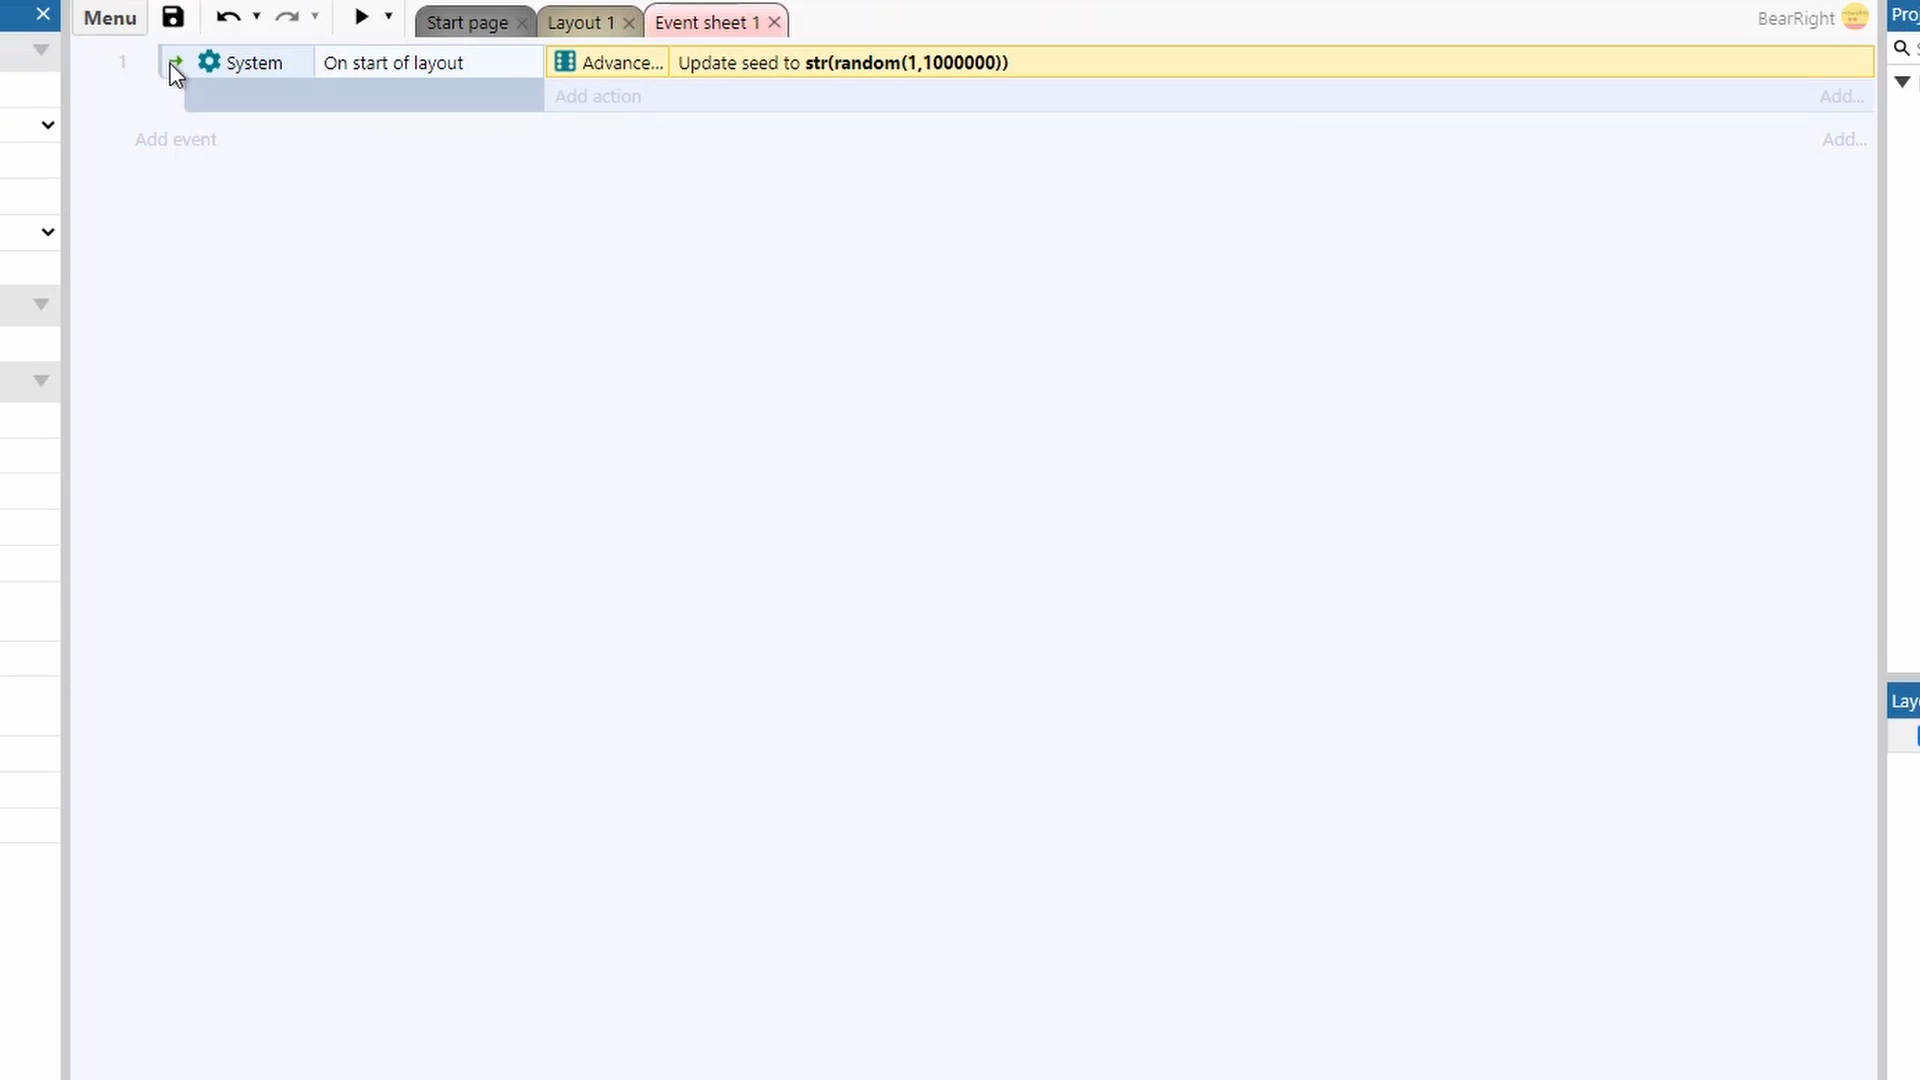 Menu
Start page
Layout 1
Event sheet 1
BearRight
1
System
On start of layout
Advance...
Update seed to str(random(1,1000000))
Add action
Add...
Add event
Add...
Proj
S
Lay